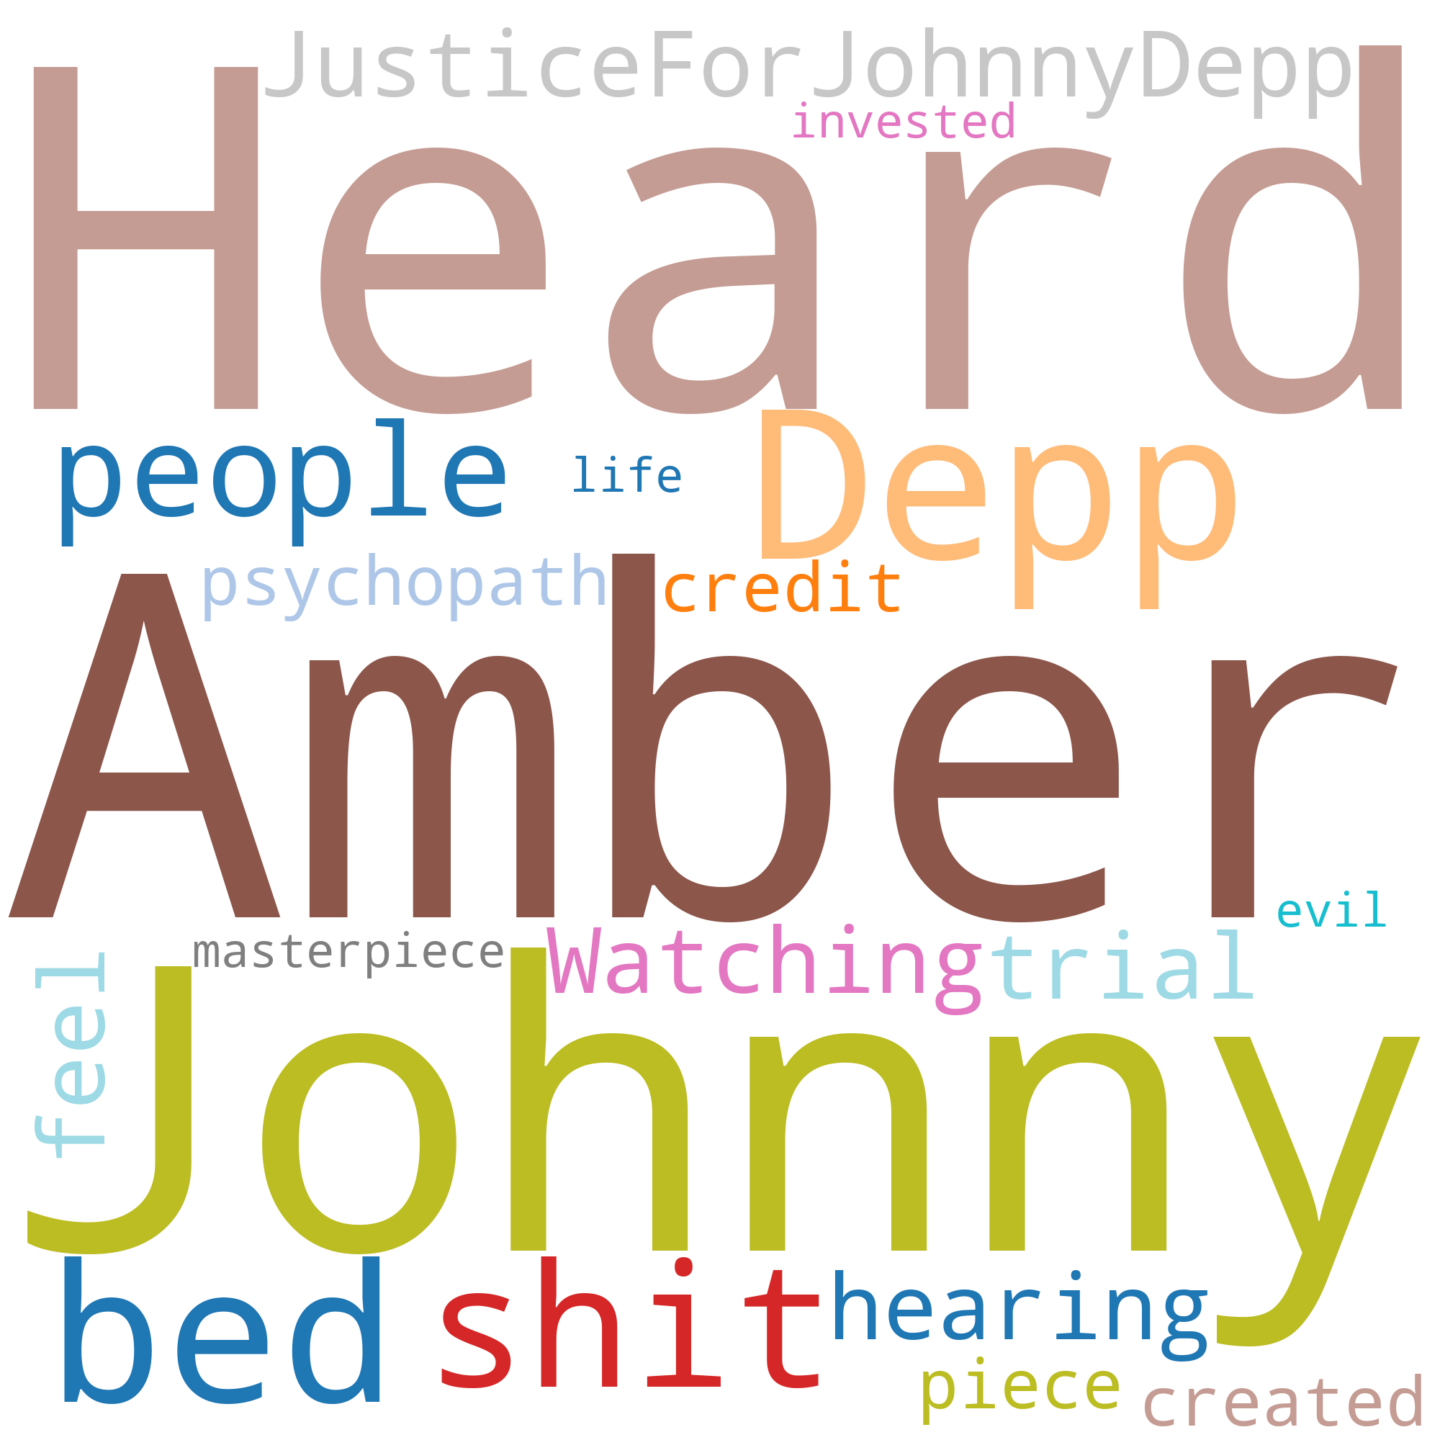 JusticeForJohnnyDepp
invested
Heard
people
life
Depp
psychopath
credit
Amber
evil
masterpiece
Watching
trial
feel
Johnny
bed
shit
hearing
piece
created